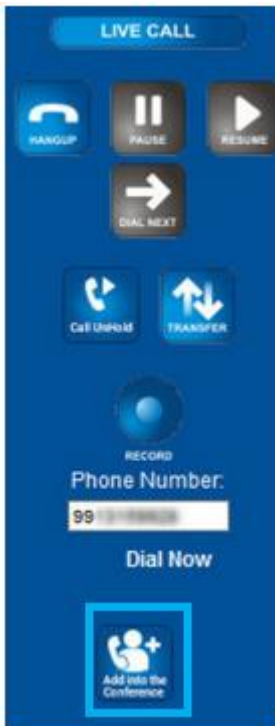 LIVE CALL
HANGUP
PAUSE
RESUME
DIAL NEXT
Call UnHold
TRANSFER
RECORD
Phone Number:
99
Dial Now
Add into the
Conference